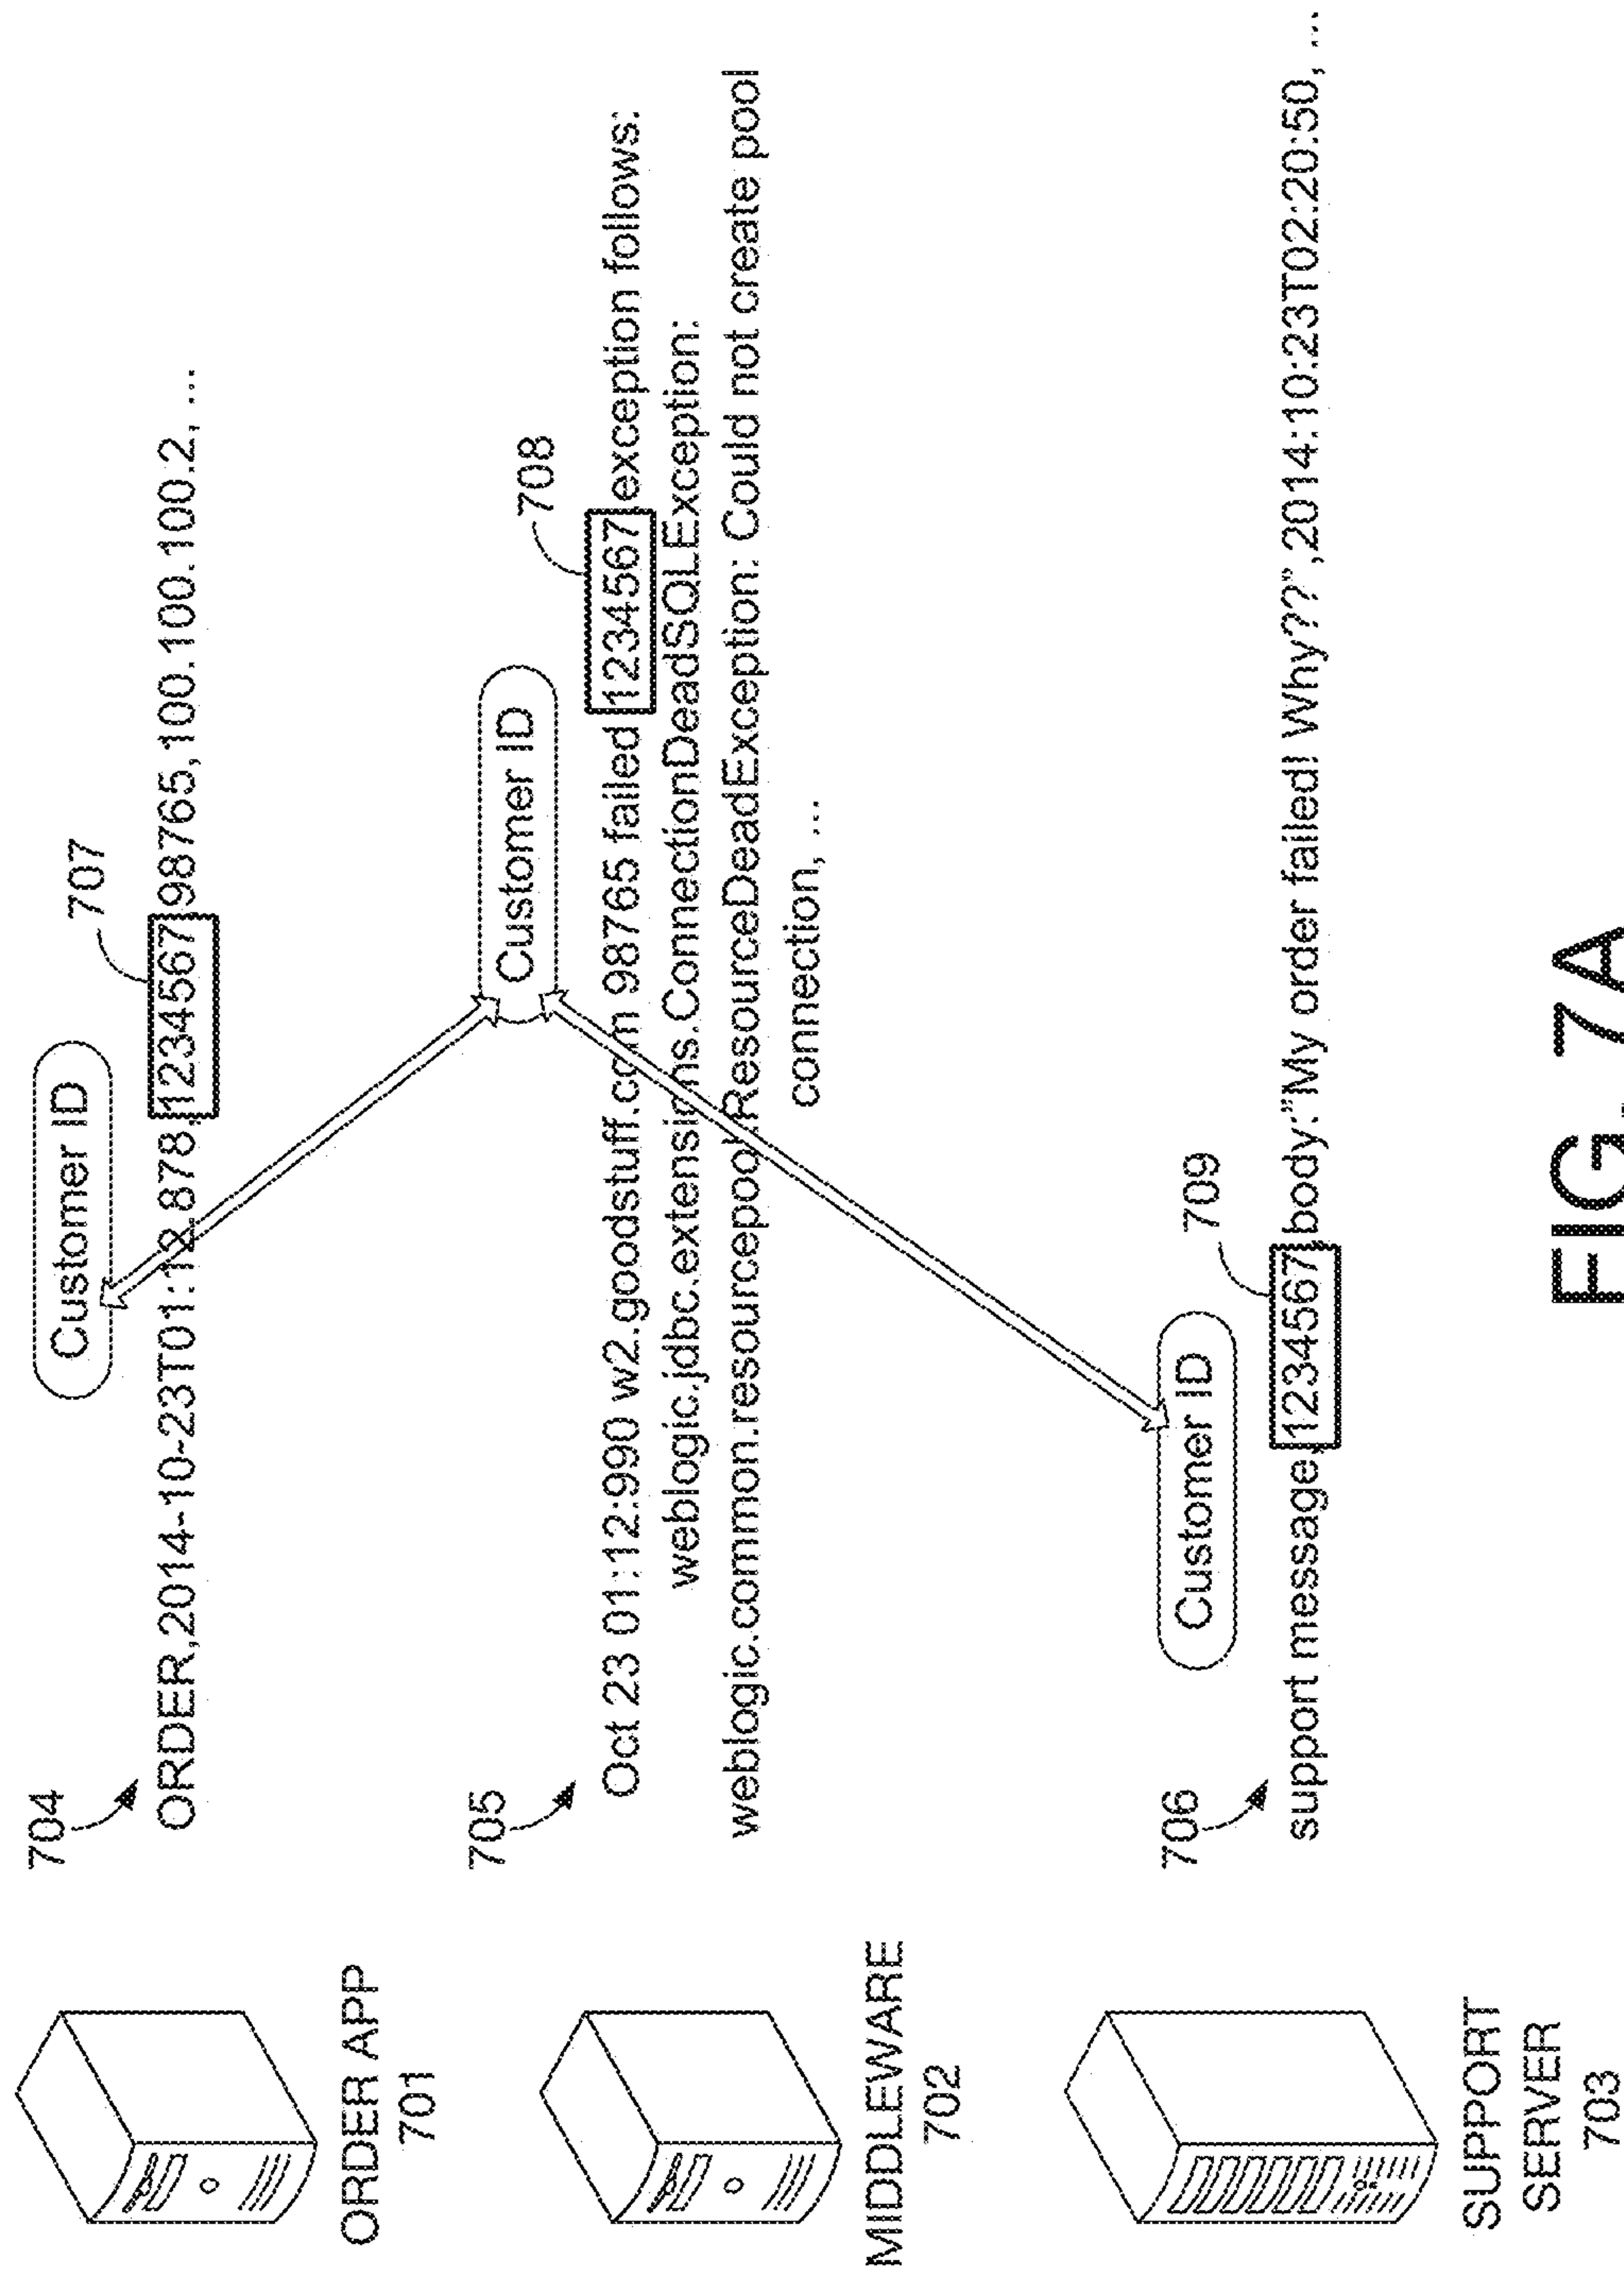 704
Customer ID
707
ORDER,2014-10-23T01:12.878,1234567,98765,100.100.100.2, ...
ORDER APP
701
705
Customer ID
708
Oct 23 01:12:990 w2.goodstuff.com 98765 failed 1234567 exception follows:
weblogic.jdbc.extensions.ConnectionDeadSQLException:
weblogic.common.resourcepool.ResourceDeadException: Could not create pool
connection, ...
MIDDLEWARE
702
706
Customer ID
709
support message,1234567,body:"My order failed! Why??",2014:10:23T02:20:50, ...
SUPPORT
SERVER
703
FIG. 7A